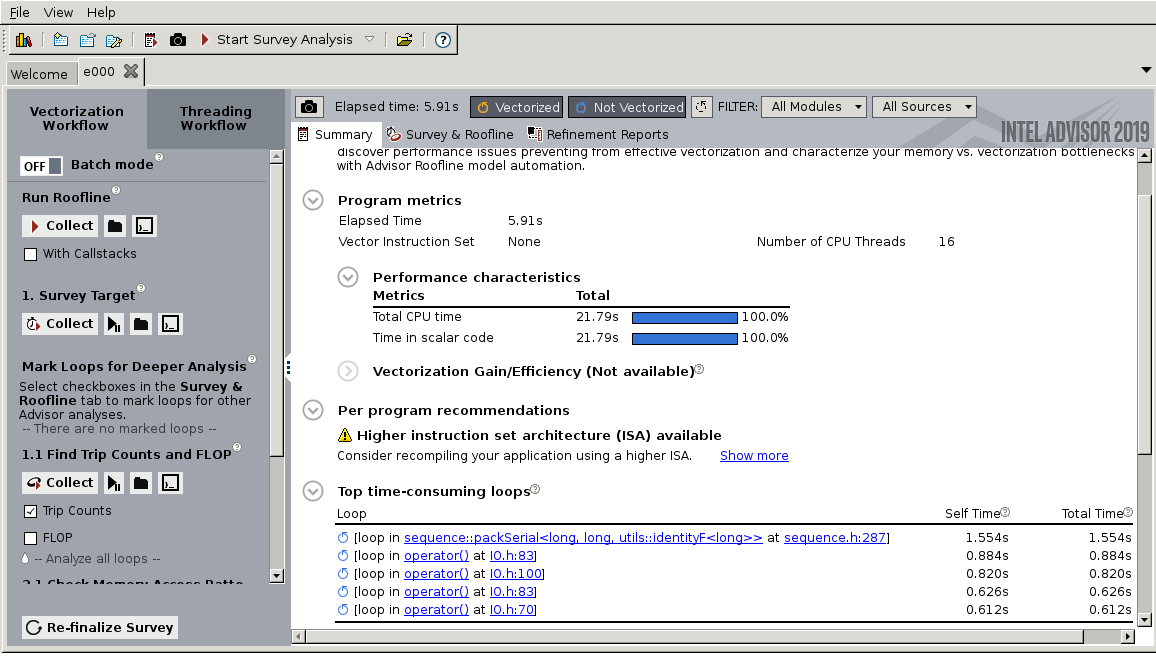 File View Help
Start Survey Analysis
Welcome e000
Vectorization Workflow
Threading Workflow
OFF Batch mode
Run Roofline
Collect
With Callstacks
1. Survey Target
Collect
Mark Loops for Deeper Analysis
Select checkboxes in the Survey &
Roofline tab to mark loops for other
Advisor analyses.
-- There are no marked loops --
1.1 Find Trip Counts and FLOP
Collect
Trip Counts
FLOP
-- Analyze all loops --
2.1 Check Memory Access Patte
Re-finalize Survey
Elapsed time: 5.91s Vectorized Not Vectorized FILTER: All Modules All Sources
INTEL ADVISOR 2019
Summary Survey & Roofline Refinement Reports
discover performance issues preventing from effective vectorization and characterize your memory vs. vectorization bottlenecks
with Advisor Roofline model automation.
Program metrics
Elapsed Time 5.91s
Vector Instruction Set None Number of CPU Threads 16
Performance characteristics
Metrics Total
Total CPU time 21.79s 100.0%
Time in scalar code 21.79s 100.0%
Vectorization Gain/Efficiency (Not available)
Per program recommendations
Higher instruction set architecture (ISA) available
Consider recompiling your application using a higher ISA. Show more
Top time-consuming loops
Loop Self Time Total Time
[loop in sequence::packSerial<long, long, utils::identityF<long>> at sequence.h:287] 1.554s 1.554s
[loop in operator() at IO.h:83] 0.884s 0.884s
[loop in operator() at IO.h:100] 0.820s 0.820s
[loop in operator() at IO.h:83] 0.626s 0.626s
[loop in operator() at IO.h:70] 0.612s 0.612s